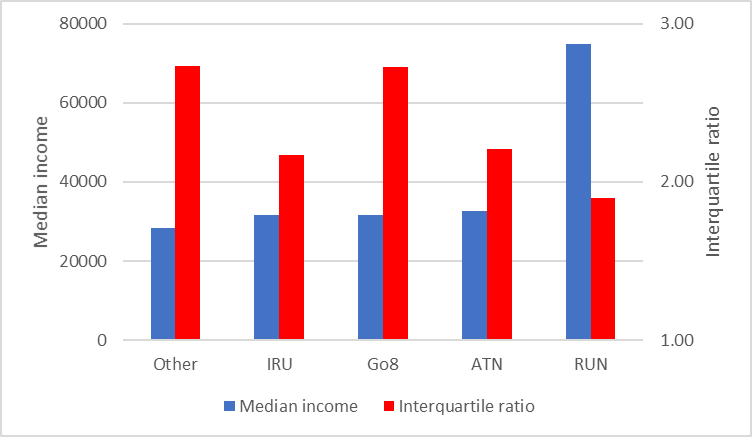 80000
60000
40000
20000
0
Median income
3.00
2.00
1.00
Interquartile ratio
Other IRU Go8 ATN RUN
Median income Interquartile ratio